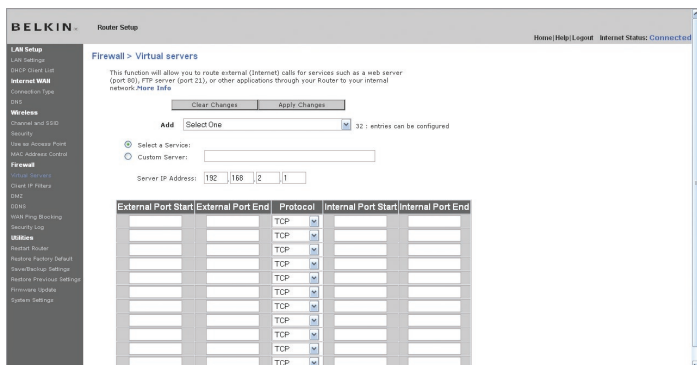 BELKIN
Router Setup
Home|Help|Logout Internet Status: Connected
LAN Setup
LAN Settings
DHCP Client List
Internet WAN
Connection Type
DNS
Wireless
Channel and SSID
Security
Use as Access Point
MAC Address Control
Firewall
Virtual Servers
Client IP Filters
DMZ
DDNS
WAN Ping Blocking
Security Log
Utilities
Restart Router
Restore Factory Default
Save/Backup Settings
Restore Previous Settings
Firmware Update
System Settings
Firewall > Virtual servers
This function will allow you to route external (Internet) calls for services such as a web server
(port 80), FTP server (port 21), or other applications through your Router to your internal
network.More Info
Clear Changes Apply Changes
Add Select One 32 : entries can be configured
Select a Service:
Custom Server:
Server IP Address: 192 .168 .2 .1
External Port Start External Port End Protocol Internal Port Start Internal Port End
TCP
TCP
TCP
TCP
TCP
TCP
TCP
TCP
TCP
TCP
TCP